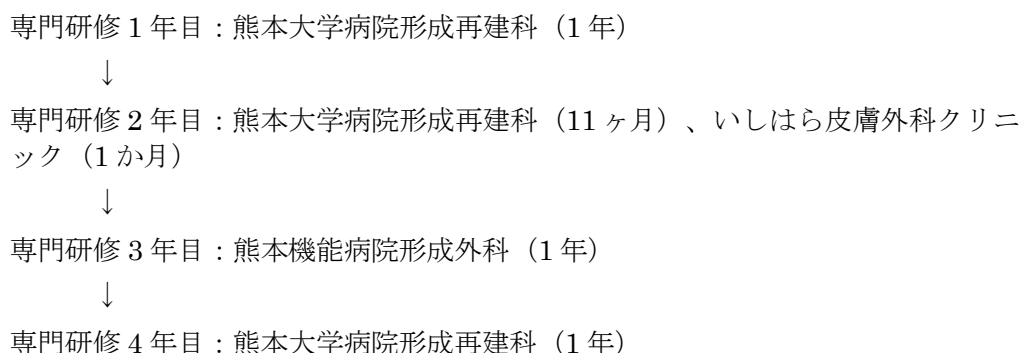 専門研修 1 年目：熊本大学病院形成再建科（1 年）
↓
専門研修 2 年目：熊本大学病院形成再建科（11 ヶ月）、いしはら皮膚外科クリニ
ック（1 か月）
↓
専門研修 3 年目：熊本機能病院形成外科（1 年）
↓
専門研修 4 年目：熊本大学病院形成再建科（1 年）